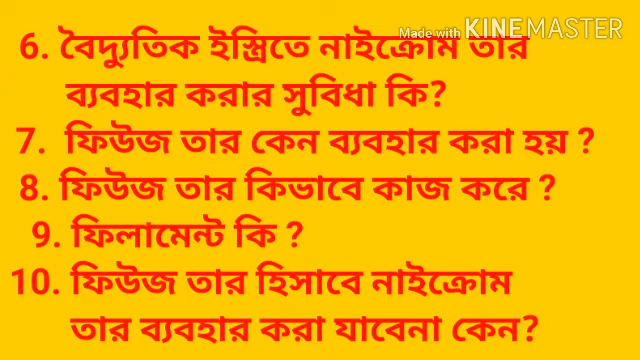 Made with KINEMASTER
6. বৈদ্যুতিক ইস্ত্রিতে নাইক্রোম তার
ব্যবহার করার সুবিধা কি?
7. ফিউজ তার কেন ব্যবহার করা হয় ?
8. ফিউজ তার কিভাবে কাজ করে ?
9. ফিলামেন্ট কি ?
10. ফিউজ তার হিসাবে নাইক্রোম
তার ব্যবহার করা যাবেনা কেন?